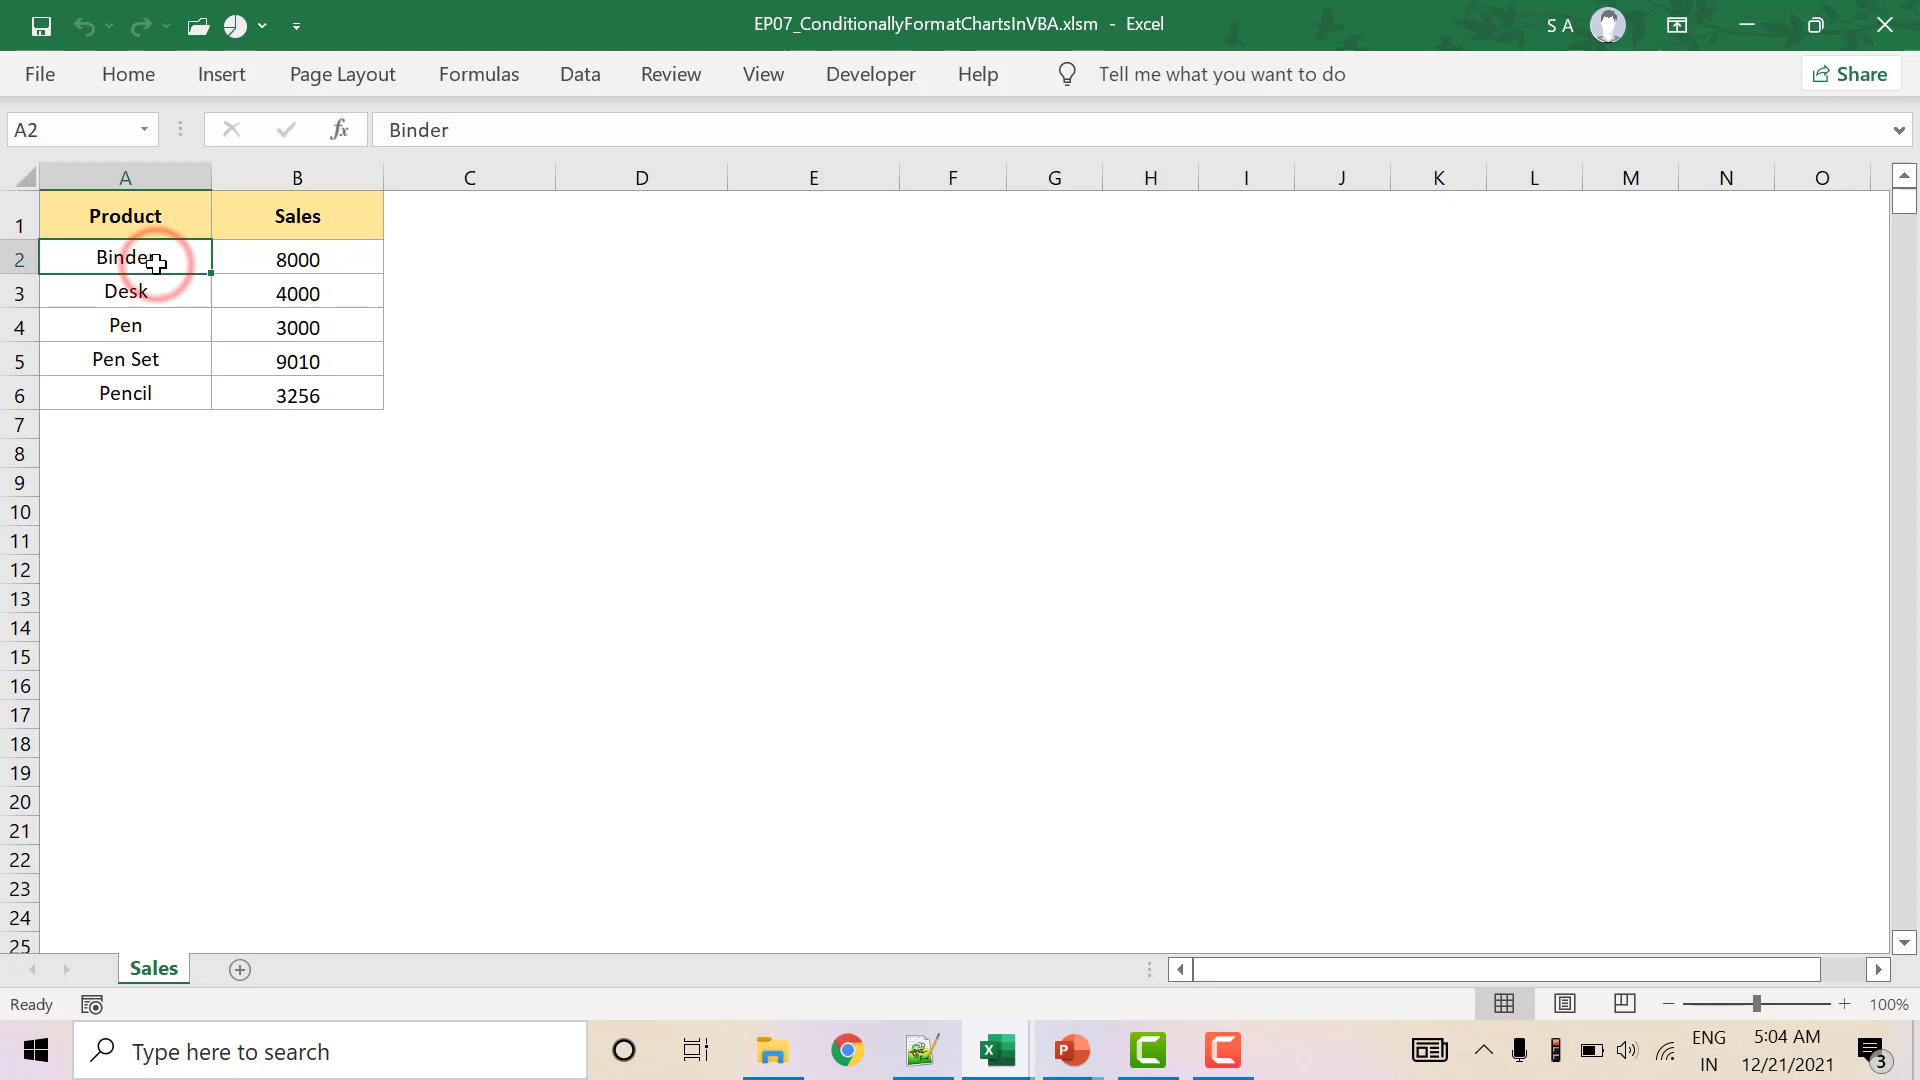 EP07_ConditionallyFormatChartsInVBA.xlsm - Excel
S A
File Home Insert Page Layout Formulas Data Review View Developer Help Tell me what you want to do Share
A2 fx Binder
A B C D E F G H I J K L M N O
1 Product Sales
2 Binder 8000
3 Desk 4000
4 Pen 3000
5 Pen Set 9010
6 Pencil 3256
7
8
9
10
11
12
13
14
15
16
17
18
19
20
21
22
23
24
25
Sales
Ready 100%
Type here to search
ENG 5:04 AM
IN 12/21/2021 3